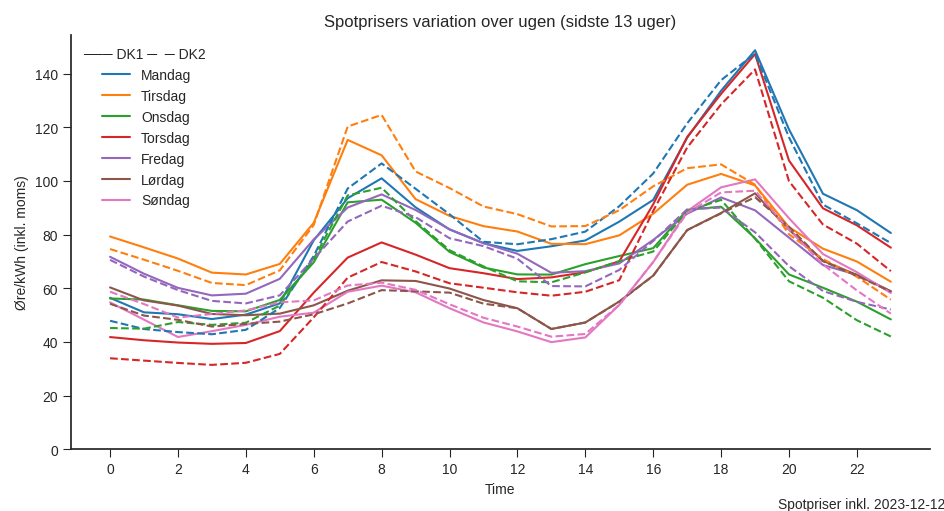 Spotprisers variation over ugen (sidste 13 uger)
DK1 DK2
Mandag
Tirsdag
Onsdag
Torsdag
Fredag
Lørdag
Søndag
Øre/kWh (inkl. moms)
140
120
100
80
60
40
20
0
0 2 4 6 8 10 12 14 16 18 20 22
Time
Spotpriser inkl. 2023-12-12